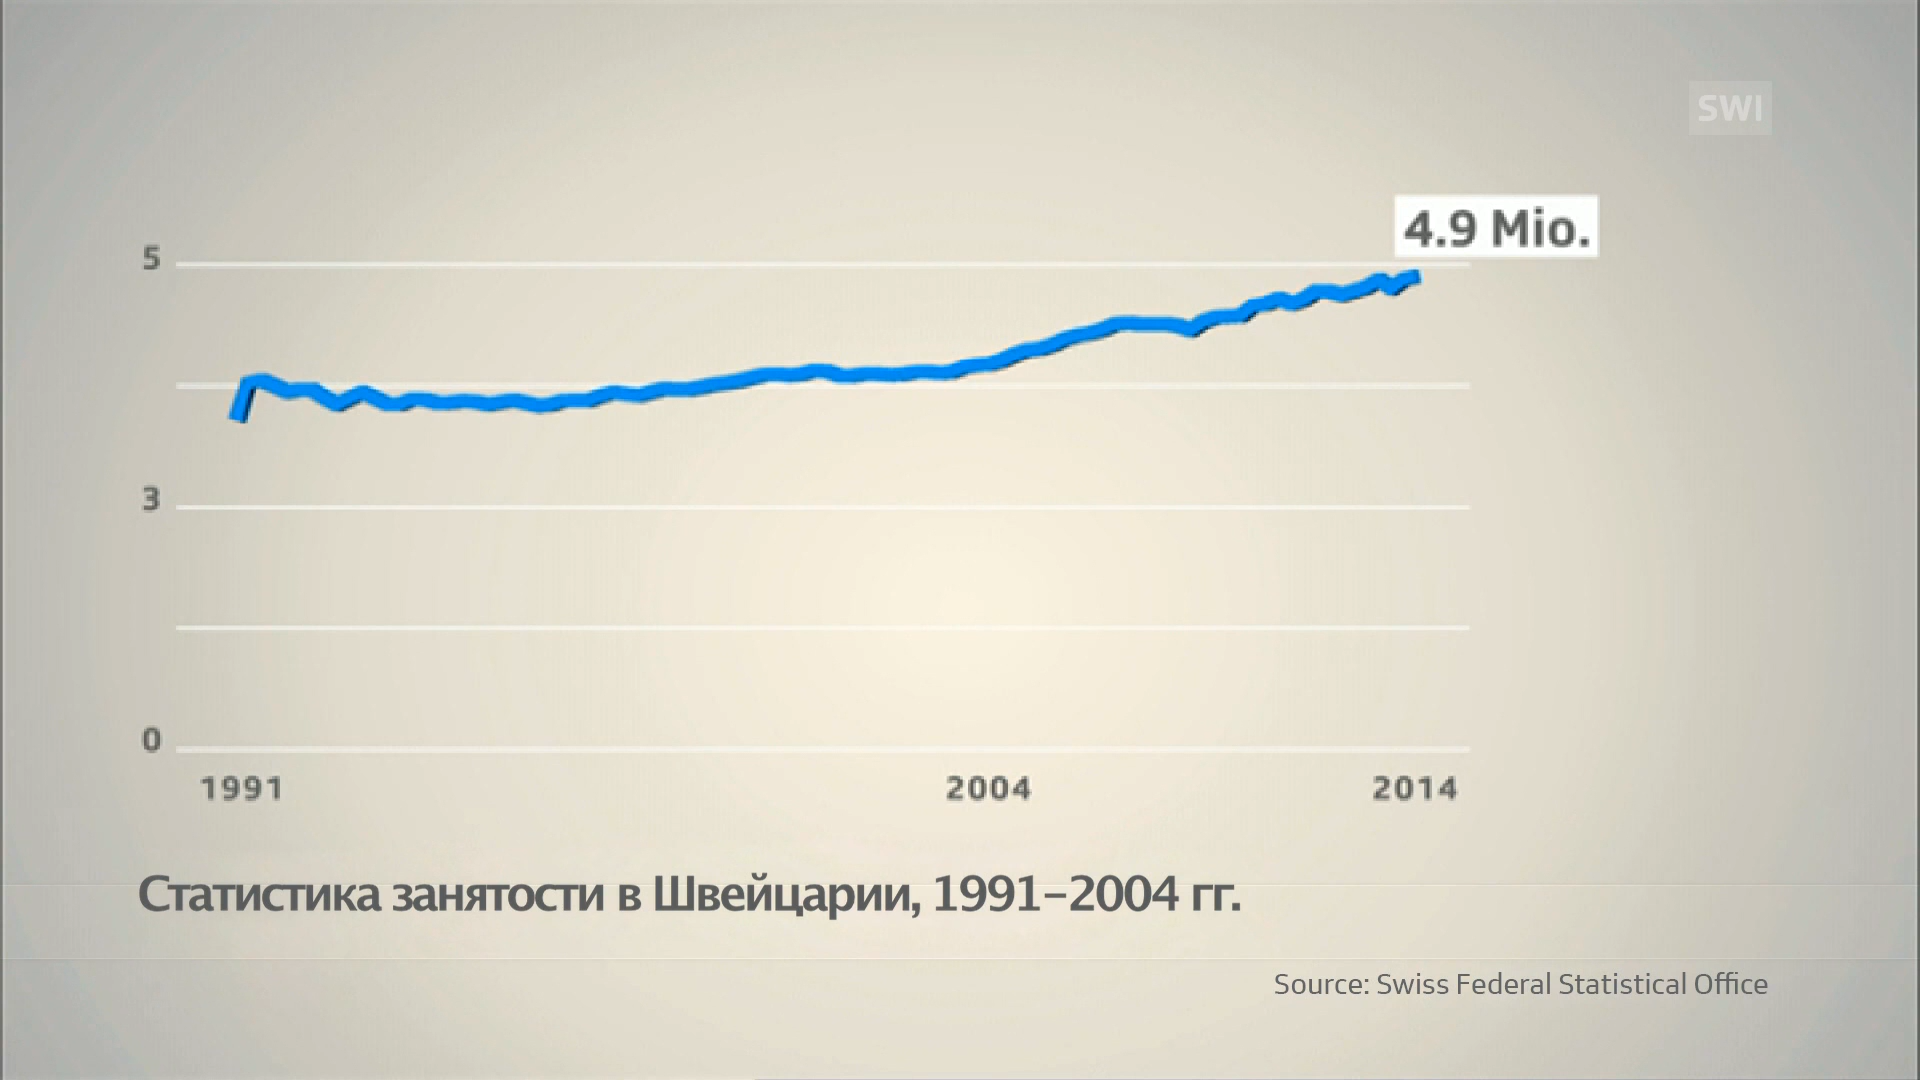 SWI
4.9 Mio.
5
3
0
1991 2004 2014
Статистика занятости в Швейцарии, 1991–2004 гг.
Source: Swiss Federal Statistical Office